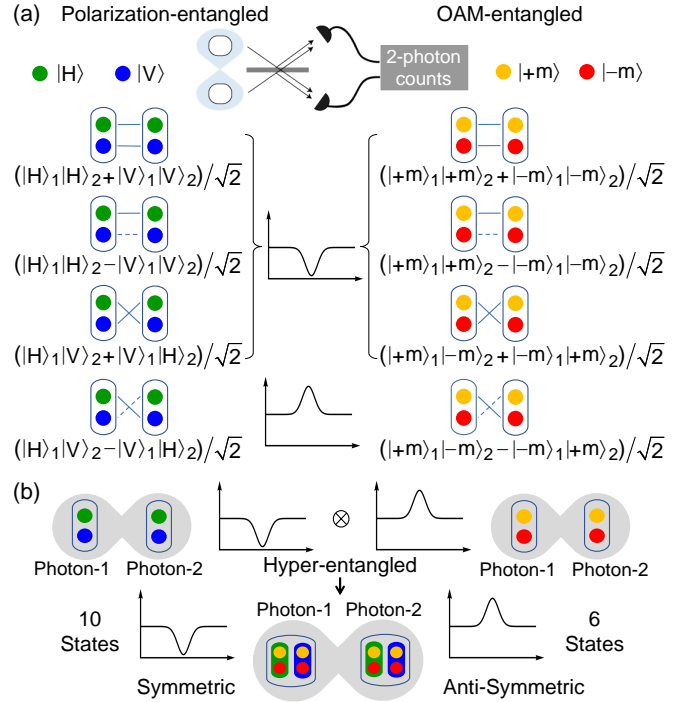 (a) Polarization-entangled OAM-entangled
|H⟩ |V⟩ 2-photon counts |+m⟩ |−m⟩
(|H⟩₁|H⟩₂+|V⟩₁|V⟩₂)/√2 (|+m⟩₁|+m⟩₂+|−m⟩₁|−m⟩₂)/√2
(|H⟩₁|H⟩₂−|V⟩₁|V⟩₂)/√2 (|+m⟩₁|+m⟩₂−|−m⟩₁|−m⟩₂)/√2
(|H⟩₁|V⟩₂+|V⟩₁|H⟩₂)/√2 (|+m⟩₁|−m⟩₂+|−m⟩₁|+m⟩₂)/√2
(|H⟩₁|V⟩₂−|V⟩₁|H⟩₂)/√2 (|+m⟩₁|−m⟩₂−|−m⟩₁|+m⟩₂)/√2
(b)
⊗
Photon-1 Photon-2 Hyper-entangled Photon-1 Photon-2
Photon-1 Photon-2
10 States 6 States
Symmetric Anti-Symmetric